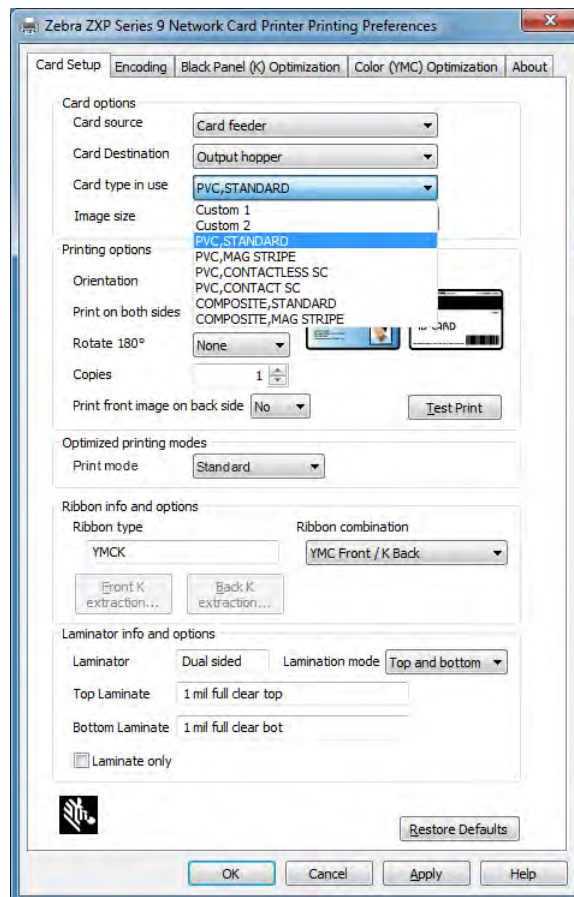 Zebra ZXP Series 9 Network Card Printer Printing Preferences
Card Setup Encoding Black Panel (K) Optimization Color (YMC) Optimization About
Card options
Card source Card feeder
Card Destination Output hopper
Card type in use PVC,STANDARD
Custom 1
Image size
Custom 2
PVC,STANDARD
Printing options
PVC,MAG STRIPE
PVC,CONTACTLESS SC
Orientation
PVC,CONTACT SC
COMPOSITE,STANDARD
Print on both sides
COMPOSITE,MAG STRIPE
ID CARD
Rotate 180° None
Copies 1
Print front image on back side No Test Print
Optimized printing modes
Print mode Standard
Ribbon info and options
Ribbon type Ribbon combination
YMCK YMC Front / K Back
Front K Back K
extraction... extraction...
Laminator info and options
Laminator Dual sided Lamination mode Top and bottom
Top Laminate 1 mil full clear top
Bottom Laminate 1 mil full clear bot
Laminate only
Restore Defaults
OK Cancel Apply Help